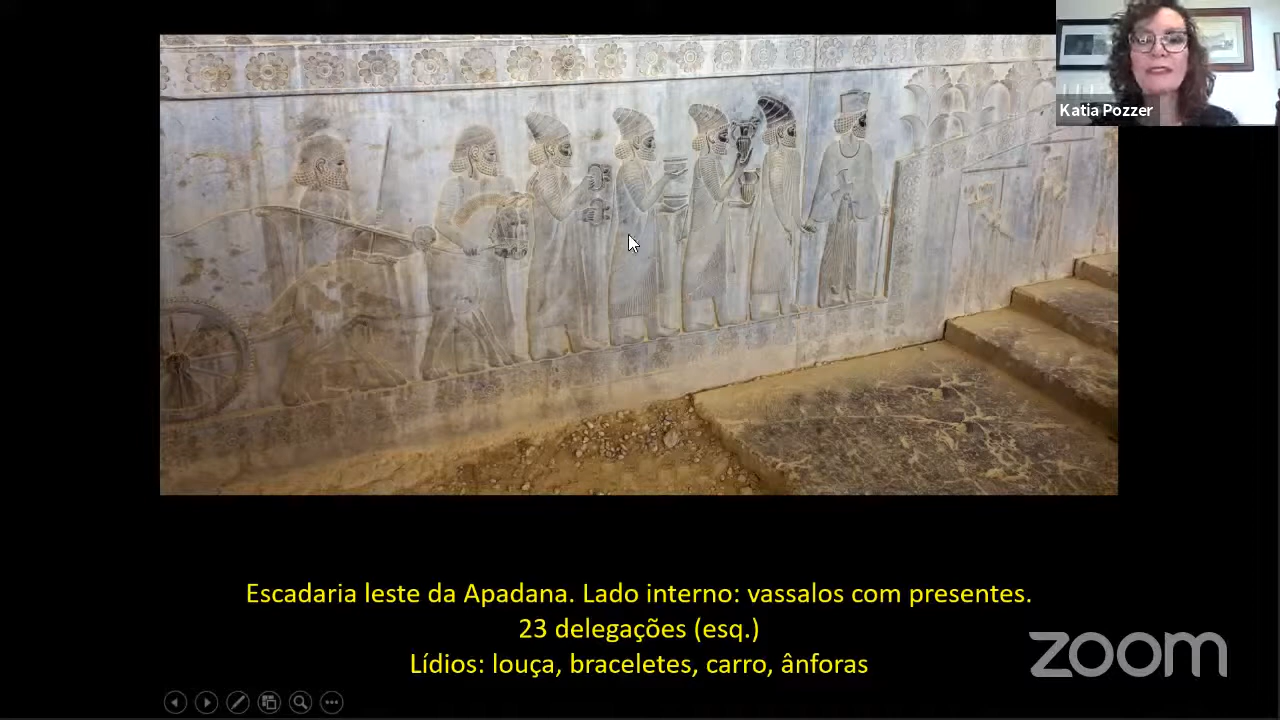 Katia Pozzer
Escadaria leste da Apadana. Lado interno: vassalos com presentes.
23 delegações (esq.)
Lídios: louça, braceletes, carro, ânforas
zoom